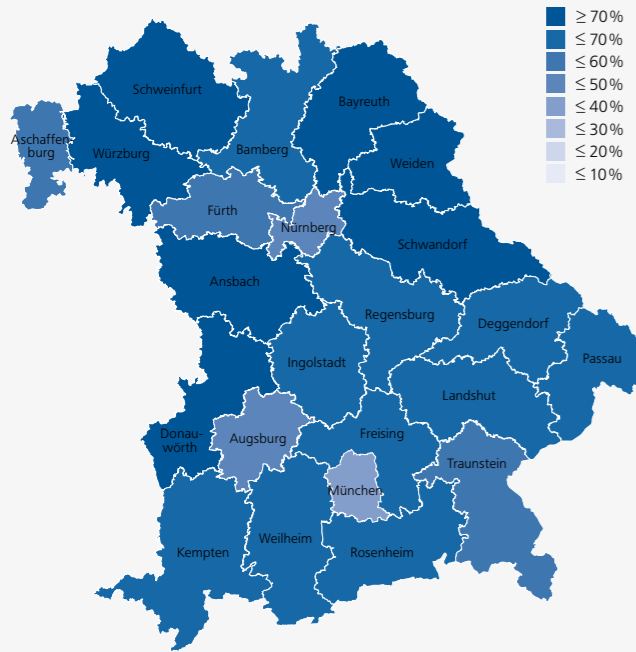 ≥ 70 %
≤ 70 %
≤ 60 %
≤ 50 %
≤ 40 %
≤ 30 %
≤ 20 %
≤ 10 %
Schweinfurt
Bayreuth
Aschaffen
burg
Würzburg
Bamberg
Weiden
Fürth
Nürnberg
Schwandorf
Ansbach
Regensburg
Deggendorf
Passau
Ingolstadt
Landshut
Donau-
wörth
Augsburg
Freising
Traunstein
München
Kempten
Weilheim
Rosenheim